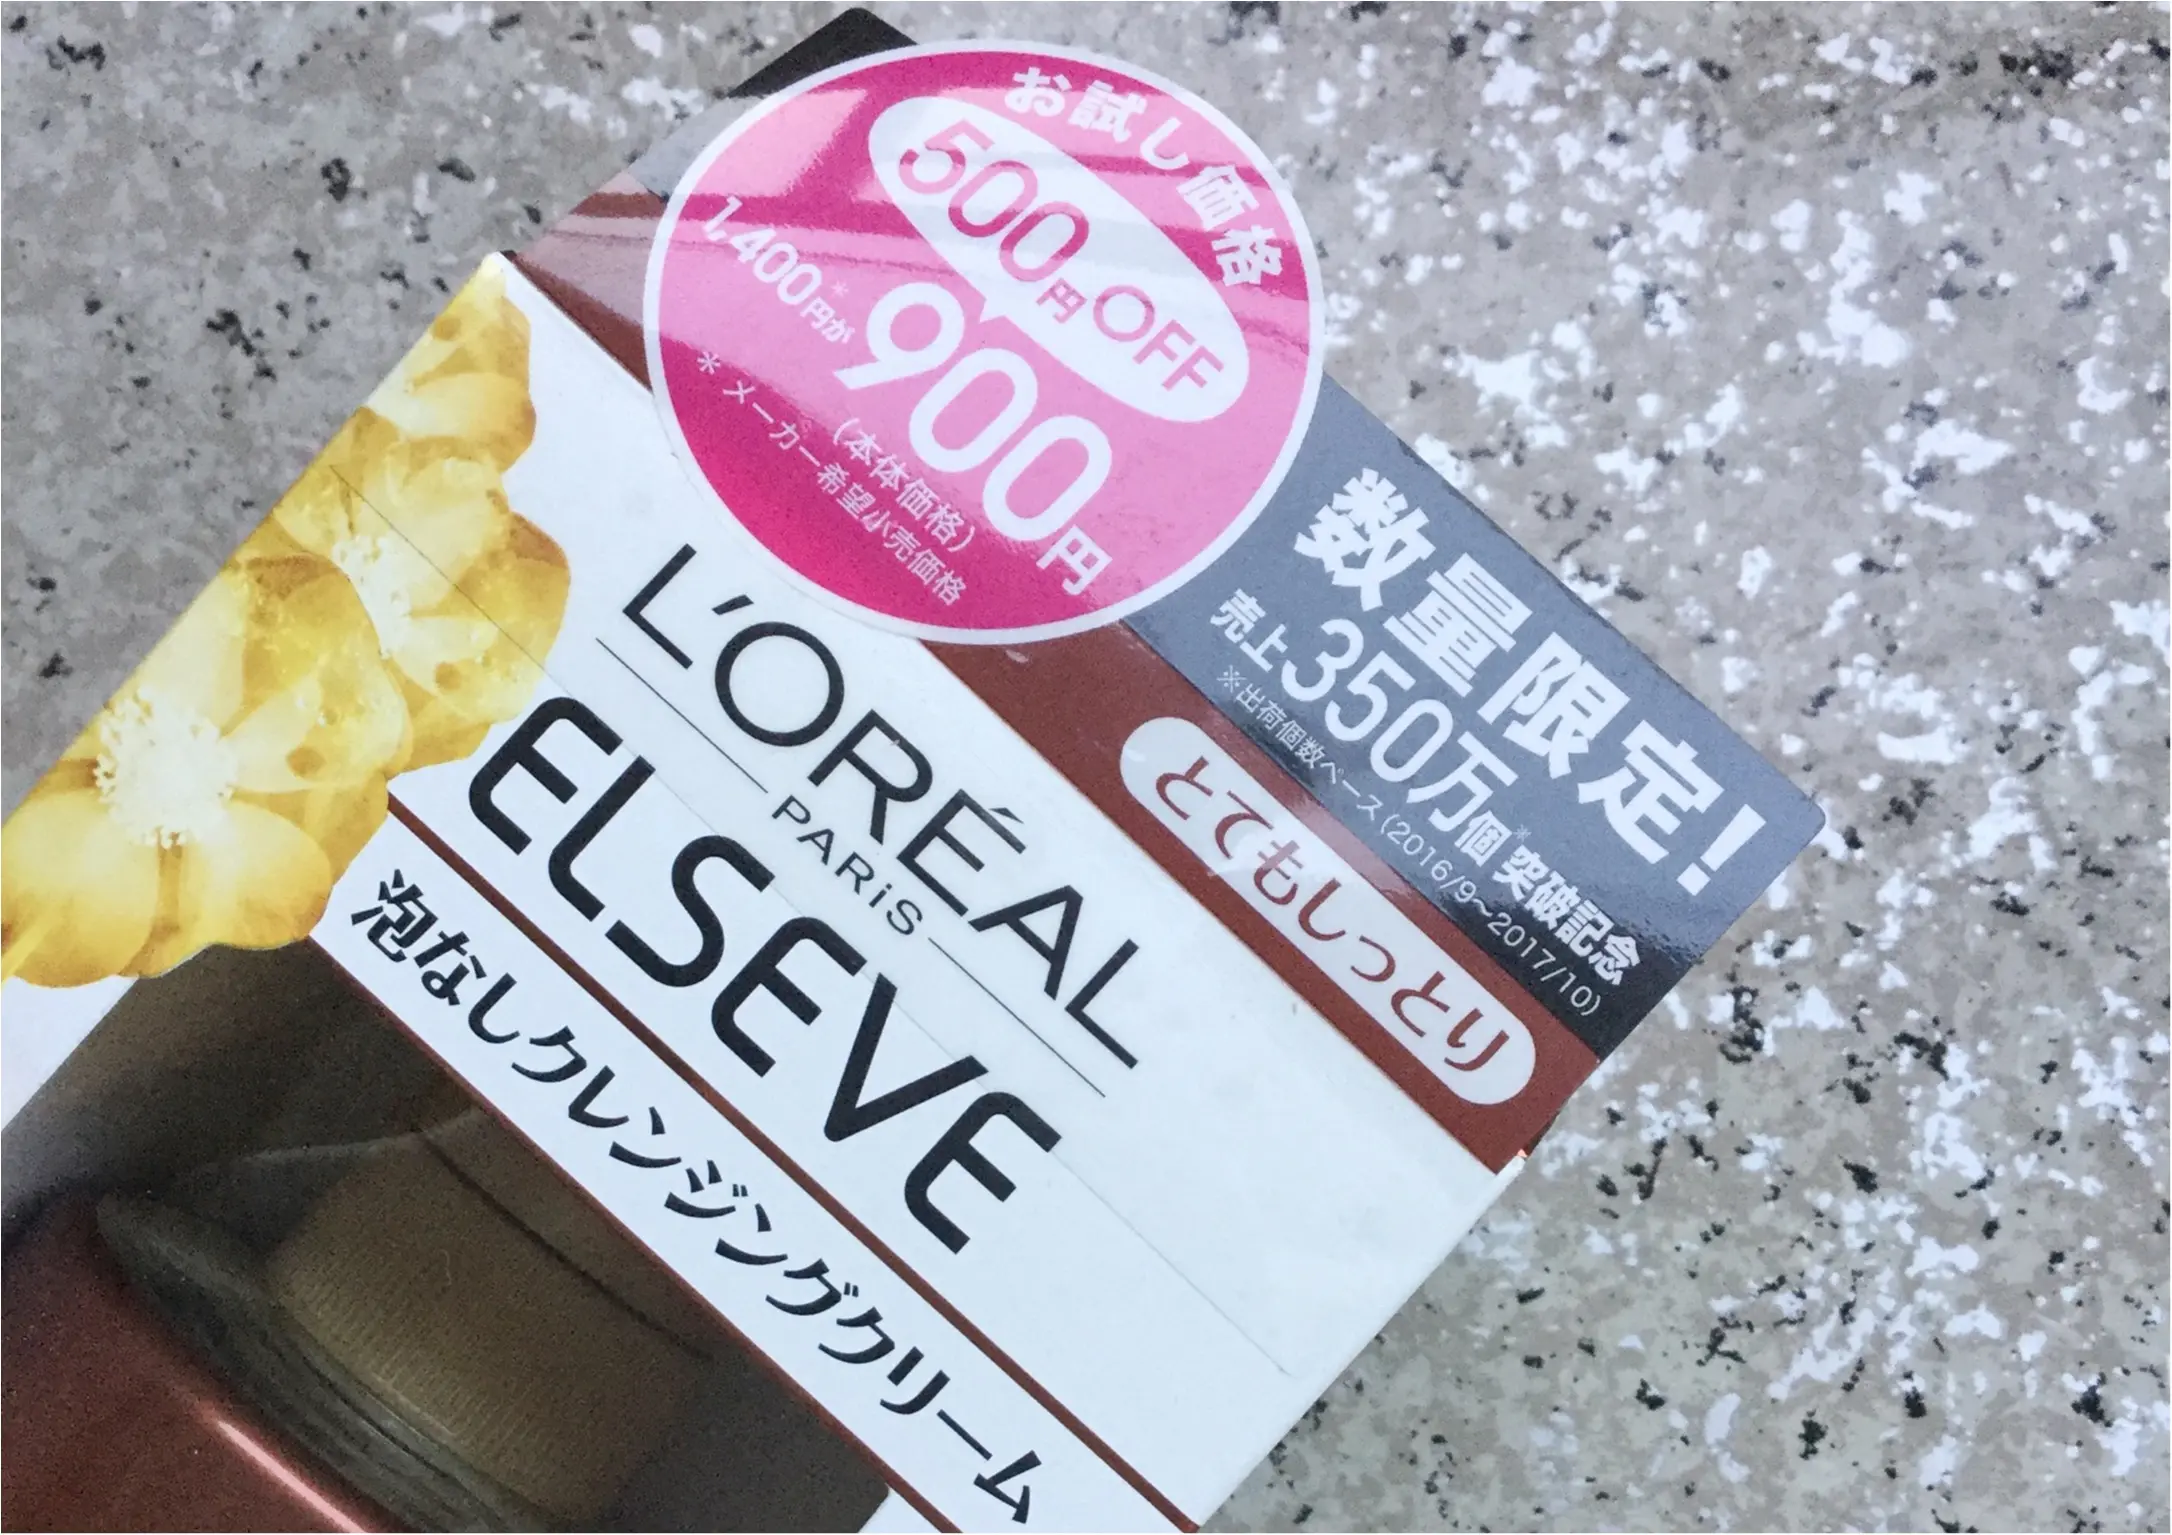 お試し価格
500円OFF
1,400円*が900円
(本体価格)
*メーカー希望小売価格
数量限定!
売上350万個※突破記念
※出荷個数ベース(2016/9~2017/10)
とてもしっとり
L'ORÉAL
PARiS
ELSEVE
泡なしクレンジングクリーム